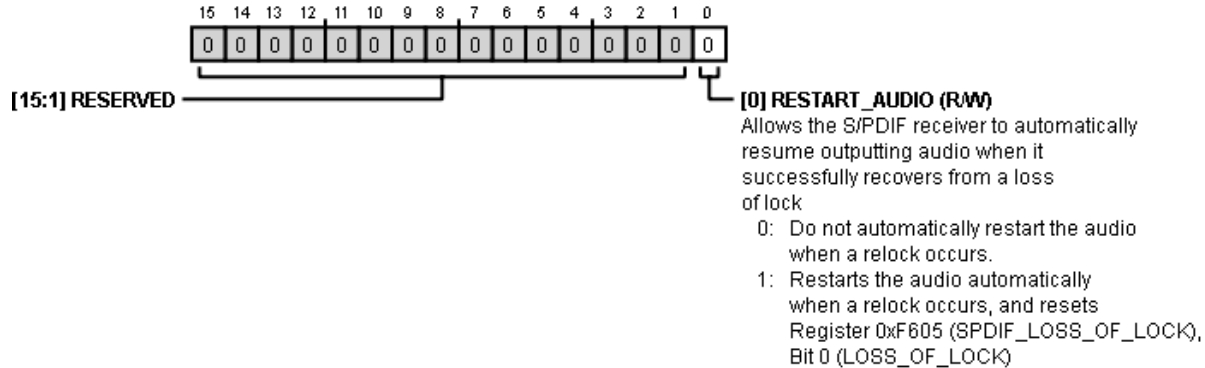 15 14 13 12 11 10 9 8 7 6 5 4 3 2 1 0
0 0 0 0 0 0 0 0 0 0 0 0 0 0 0 0
[15:1] RESERVED
[0] RESTART_AUDIO (R/W)
Allows the S/PDIF receiver to automatically
resume outputting audio when it
successfully recovers from a loss
of lock
0: Do not automatically restart the audio
when a relock occurs.
1: Restarts the audio automatically
when a relock occurs, and resets
Register 0xF605 (SPDIF_LOSS_OF_LOCK),
Bit 0 (LOSS_OF_LOCK)